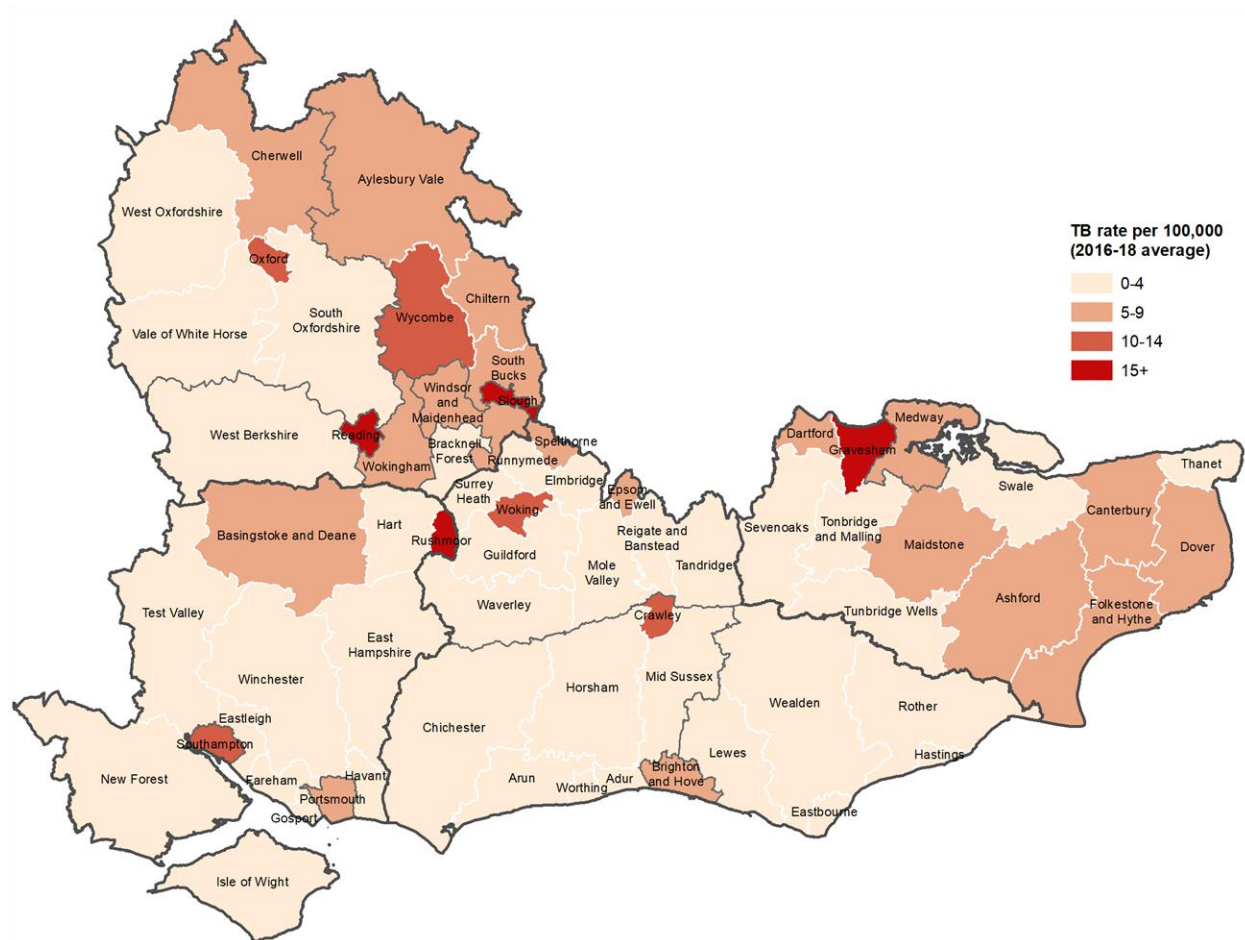 Cherwell
Aylesbury Vale
West Oxfordshire
TB rate per 100,000
(2016-18 average)
0-4
5-9
10-14
15+
Oxford
Chiltern
South
Oxfordshire
Wycombe
Vale of White Horse
South
Bucks
Windsor
and
Maidenhead
Slough
Medway
West Berkshire
Reading
Bracknell
Forest
Spelthorne
Dartford
Gravesham
Wokingham
Runnymede
Thanet
Surrey
Heath
Elmbridge
Swale
Epsom
and Ewell
Woking
Canterbury
Hart
Rushmoor
Basingstoke and Deane
Guildford
Reigate and
Banstead
Sevenoaks
Tonbridge
and Malling
Maidstone
Dover
Mole
Valley
Tandridge
Waverley
Ashford
Folkestone
and Hythe
Test Valley
Crawley
Tunbridge Wells
East
Hampshire
Winchester
Horsham
Mid Sussex
Wealden
Rother
Chichester
Eastleigh
Southampton
Lewes
Hastings
New Forest
Fareham
Havant
Arun
Adur
Brighton
and Hove
Worthing
Portsmouth
Gosport
Eastbourne
Isle of Wight